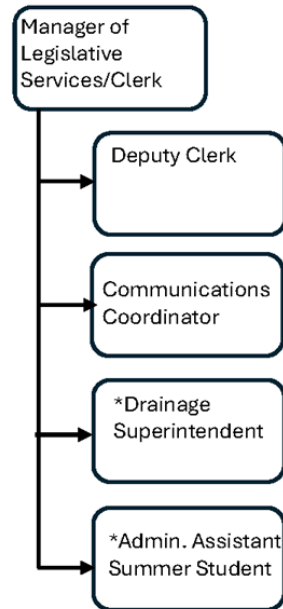 Manager of
Legislative
Services/Clerk
Deputy Clerk
Communications
Coordinator
*Drainage
Superintendent
*Admin. Assistant
Summer Student